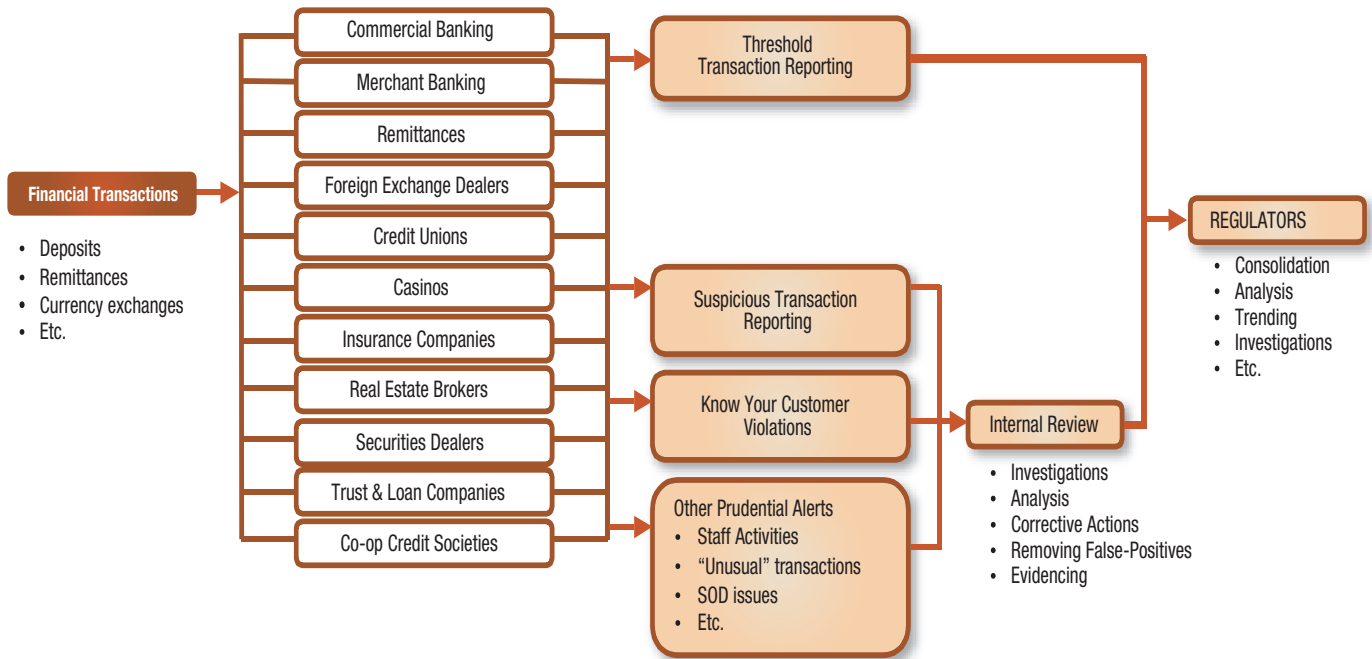 Financial Transactions
• Deposits
• Remittances
• Currency exchanges
• Etc.
Commercial Banking
Merchant Banking
Remittances
Foreign Exchange Dealers
Credit Unions
Casinos
Insurance Companies
Real Estate Brokers
Securities Dealers
Trust & Loan Companies
Co-op Credit Societies
Threshold
Transaction Reporting
Suspicious Transaction
Reporting
Know Your Customer
Violations
Other Prudential Alerts
• Staff Activities
• “Unusual” transactions
• SOD issues
• Etc.
Internal Review
• Investigations
• Analysis
• Corrective Actions
• Removing False-Positives
• Evidencing
REGULATORS
• Consolidation
• Analysis
• Trending
• Investigations
• Etc.